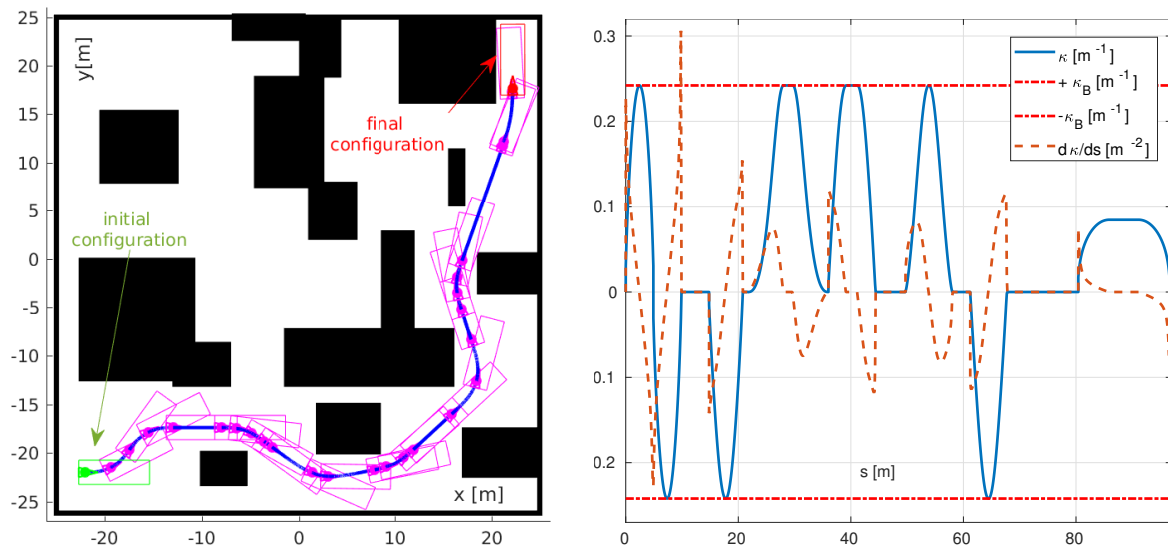 25
20
15
10
5
0
-5
-10
-15
-20
-25
-20
-10
0
10
20
y[m]
x [m]
initial
configuration
final
configuration
0.3
0.2
0.1
0
0.1
0.2
0
20
40
60
80
s [m]
κ [m⁻¹]
+ κ_B [m⁻¹]
-κ_B [m⁻¹]
dκ/ds [m⁻²]